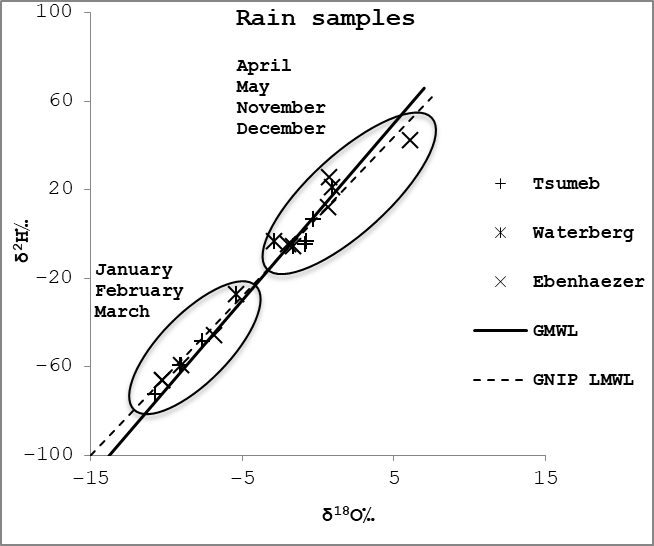 Rain samples
100
60
20
−20
−60
−100
−15
−5
5
15
δ²H‰
δ¹⁸O‰
April
May
November
December
January
February
March
Tsumeb
Waterberg
Ebenhaezer
GMWL
GNIP LMWL